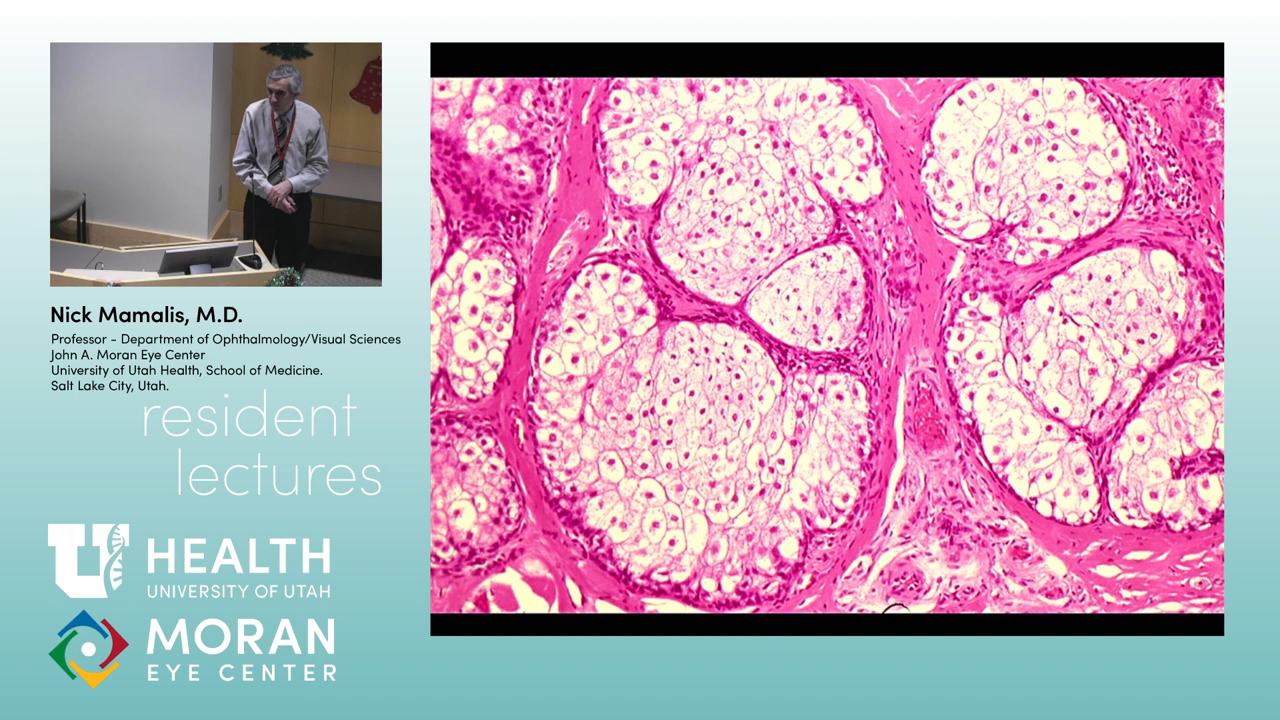 Nick Mamalis, M.D.
Professor - Department of Ophthalmology/Visual Sciences
John A. Moran Eye Center
University of Utah Health, School of Medicine.
Salt Lake City, Utah.
resident
lectures
U HEALTH
UNIVERSITY OF UTAH
MORAN
EYE CENTER